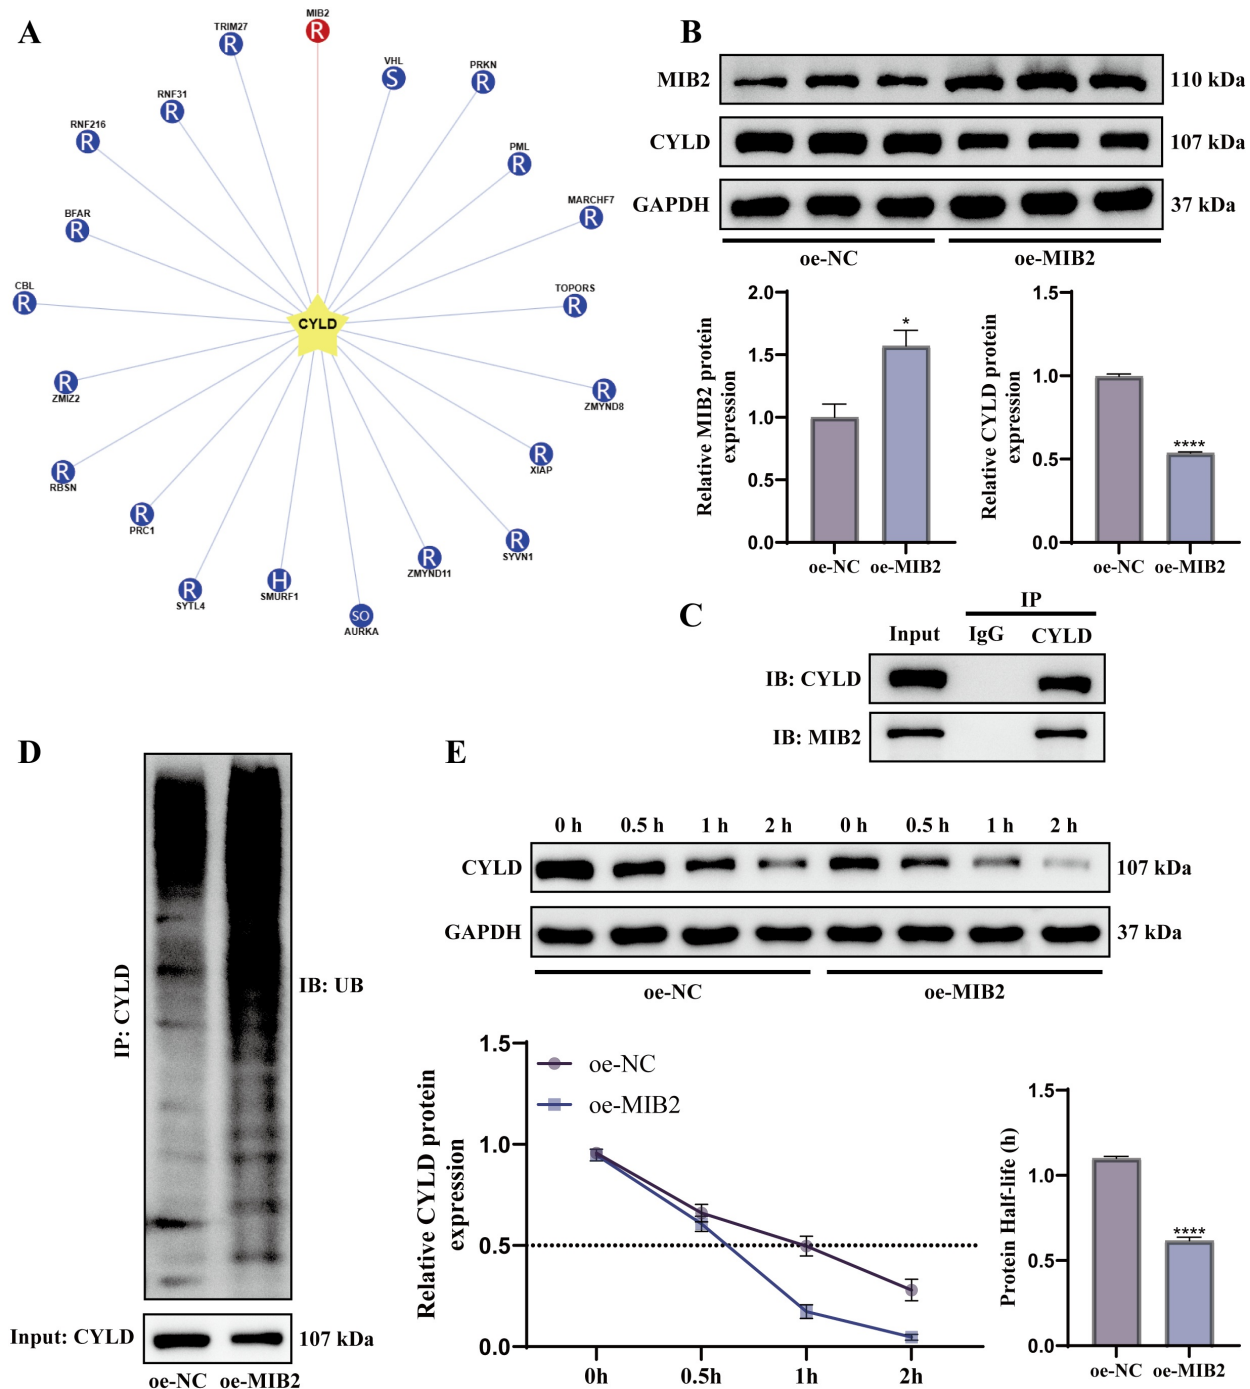 A
MIB2
R
TRIM27
R
VHL
S
PRKN
R
RNF31
R
RNF216
R
PML
R
MARCHF7
R
BFAR
R
CBL
R
TOPORS
R
CYLD
R
ZMIZ2
R
ZMYND8
R
XIAP
R
RBSN
R
PRC1
R
SYVN1
R
ZMYND11
R
SYTL4
H
SMURF1
SO
AURKA
B
MIB2
110 kDa
CYLD
107 kDa
GAPDH
37 kDa
oe-NC
oe-MIB2
Relative MIB2 protein
expression
2.0
1.5
1.0
0.5
0.0
*
oe-NC oe-MIB2
Relative CYLD protein
expression
1.5
1.0
0.5
0.0
****
oe-NC oe-MIB2
C
IP
Input IgG CYLD
IB: CYLD
IB: MIB2
D
IP: CYLD
IB: UB
Input: CYLD
107 kDa
oe-NC oe-MIB2
E
0 h 0.5 h 1 h 2 h 0 h 0.5 h 1 h 2 h
CYLD
107 kDa
GAPDH
37 kDa
oe-NC
oe-MIB2
Relative CYLD protein
expression
1.5
1.0
0.5
0.0
oe-NC
oe-MIB2
0h 0.5h 1h 2h
Protein Half-life (h)
1.5
1.0
0.5
0.0
****
oe-NC oe-MIB2